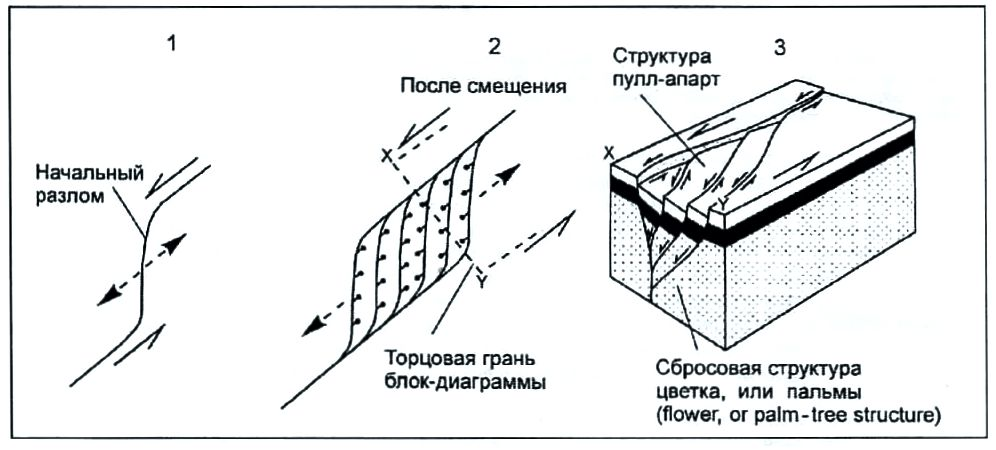 1
2
3
Начальный
разлом
После смещения
X
Y
Торцовая грань
блок-диаграммы
Структура
пулл-апарт
X
Y
Сбросовая структура
цветка, или пальмы
(flower, or palm-tree structure)